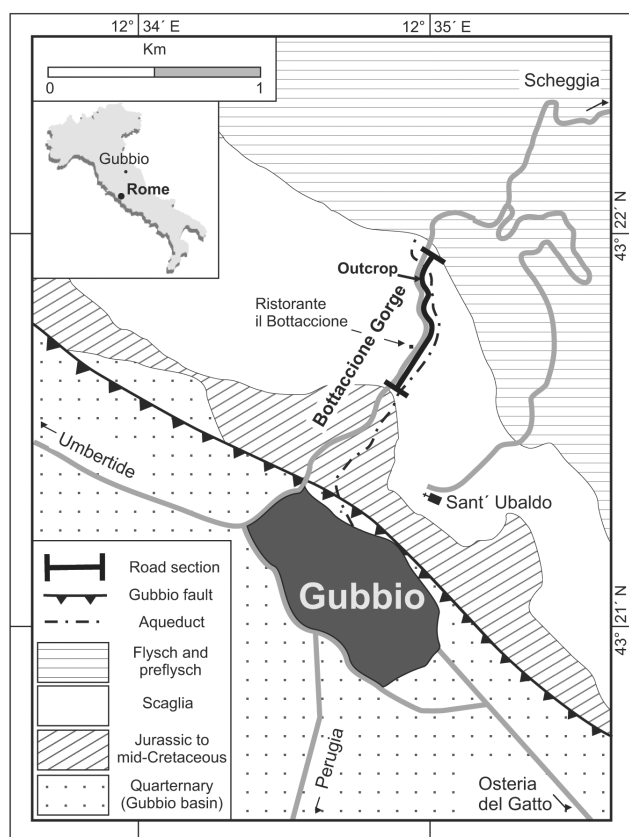 12° 34´ E
12° 35´ E
Km
0 1
Scheggia
Gubbio
Rome
43° 22´ N
Outcrop
Ristorante
il Bottaccione
Bottaccione Gorge
Umbertide
Sant´ Ubaldo
Gubbio
43° 21´ N
Road section
Gubbio fault
Aqueduct
Flysch and
preflysch
Scaglia
Jurassic to
mid-Cretaceous
Quarternary
(Gubbio basin)
Perugia
Osteria
del Gatto